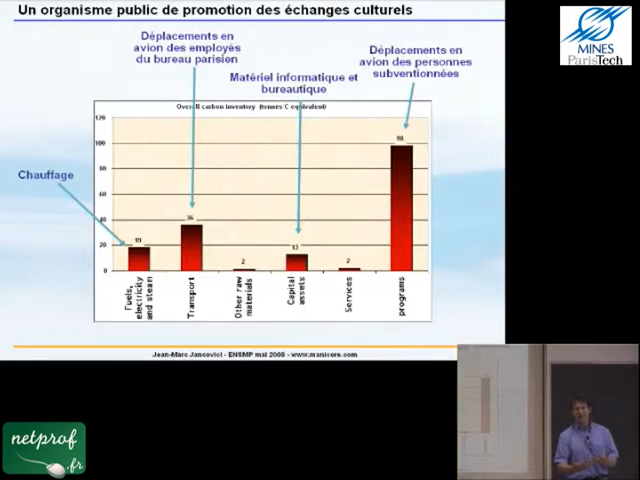 Un organisme public de promotion des échanges culturels
MINES
ParisTech
Déplacements en
avion des employés
du bureau parisien
Matériel informatique et
bureautique
Déplacements en
avion des personnes
subventionnées
Chauffage
Overall carbon inventory (tonnes C equivalent)
120
100
80
60
40
20
0
19
36
2
13
2
98
Fuels,
electricity
and steam
Transport
Other raw
materials
Capital
assets
Services
programs
Jean-Marc Jancovici - ENSMP mai 2008 - www.manicore.com
netprof
.fr